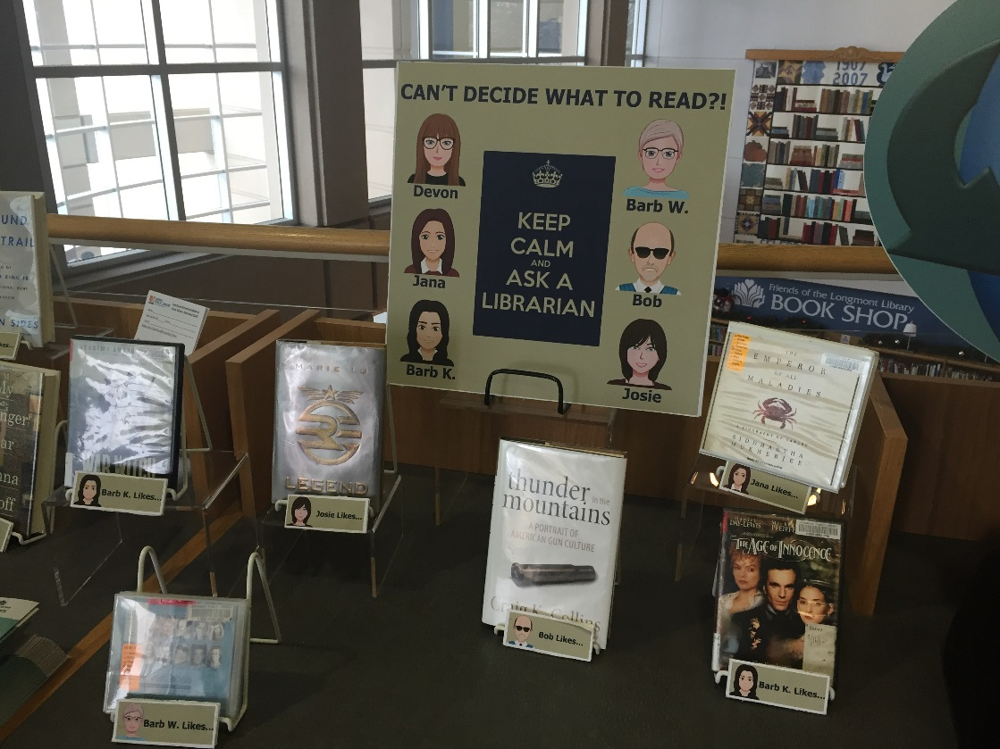 CAN'T DECIDE WHAT TO READ?!
Devon
Barb W.
Jana
Bob
Barb K.
Josie
KEEP
CALM
AND
ASK A
LIBRARIAN
2007
Friends of the Longmont Library
BOOK SHOP
UND
TRAIL
N SIDES
Barb K. Likes...
MARIE LU
LEGEND
Josie Likes...
thunder
in the
mountains
A PORTRAIT OF
AMERICAN GUN CULTURE
Craig K. Collins
Bob Likes...
THE
EMPEROR
OF ALL
MALADIES
A BIOGRAPHY OF CANCER
SIDDHARTHA
MUKHERJEE
Jana Likes...
DAY-LEWIS
THE AGE OF INNOCENCE
Barb K. Likes...
Barb W. Likes...